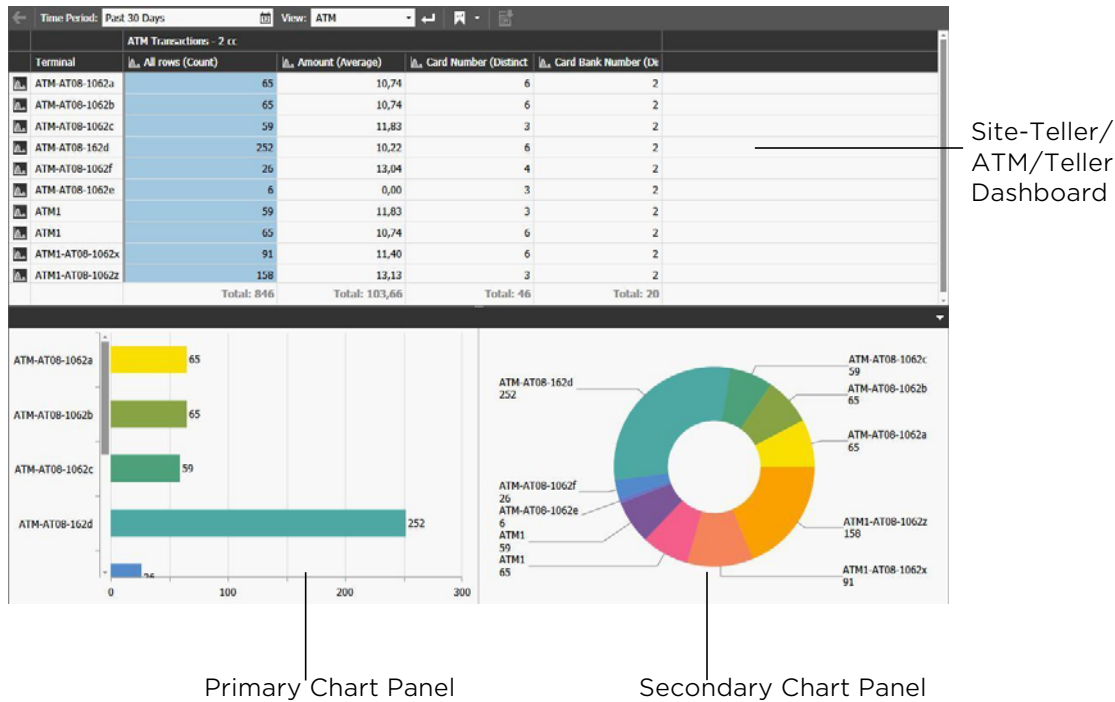 Time Period: Past 30 Days View: ATM
ATM Transactions - 2 cc
Terminal All rows (Count) Amount (Average) Card Number (Distinct Card Bank Number (Di
ATM-AT08-1062a 65 10,74 6 2
ATM-AT08-1062b 65 10,74 6 2
ATM-AT08-1062c 59 11,83 3 2
ATM-AT08-162d 252 10,22 6 2
ATM-AT08-1062f 26 13,04 4 2
ATM-AT08-1062e 6 0,00 3 2
ATM1 59 11,83 3 2
ATM1 65 10,74 6 2
ATM1-AT08-1062x 91 11,40 6 2
ATM1-AT08-1062z 158 13,13 3 2
Total: 846 Total: 103,66 Total: 46 Total: 20
Site-Teller/
ATM/Teller
Dashboard
ATM-AT08-1062a 65
ATM-AT08-1062b 65
ATM-AT08-1062c 59
ATM-AT08-162d 252
26
0 100 200 300
ATM-AT08-162d
252
ATM-AT08-1062f
26
ATM-AT08-1062e
6
ATM1
59
ATM1
65
ATM-AT08-1062c
59
ATM-AT08-1062b
65
ATM-AT08-1062a
65
ATM1-AT08-1062z
158
ATM1-AT08-1062x
91
Primary Chart Panel
Secondary Chart Panel